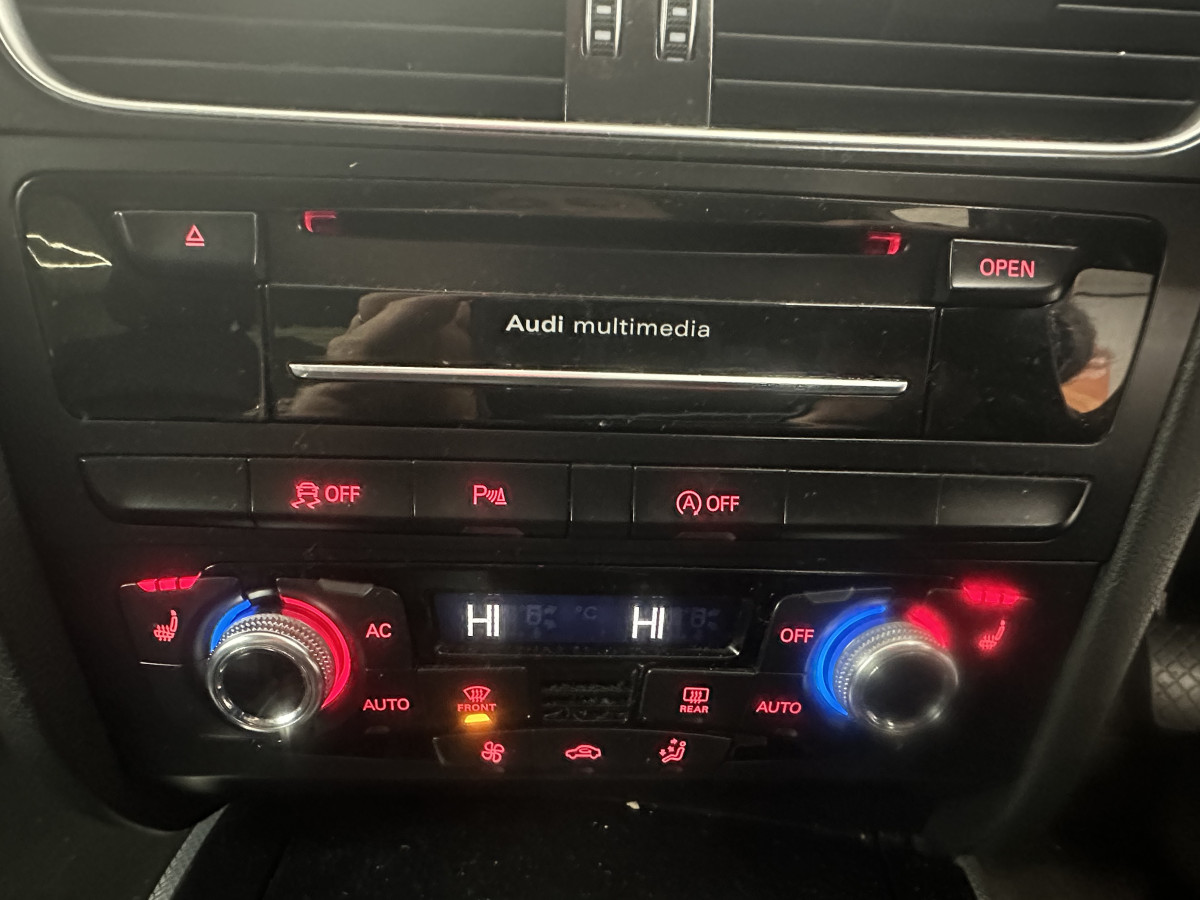 OPEN
Audi multimedia
OFF
P
A OFF
HI °C HI
AC
OFF
AUTO
FRONT
REAR
AUTO